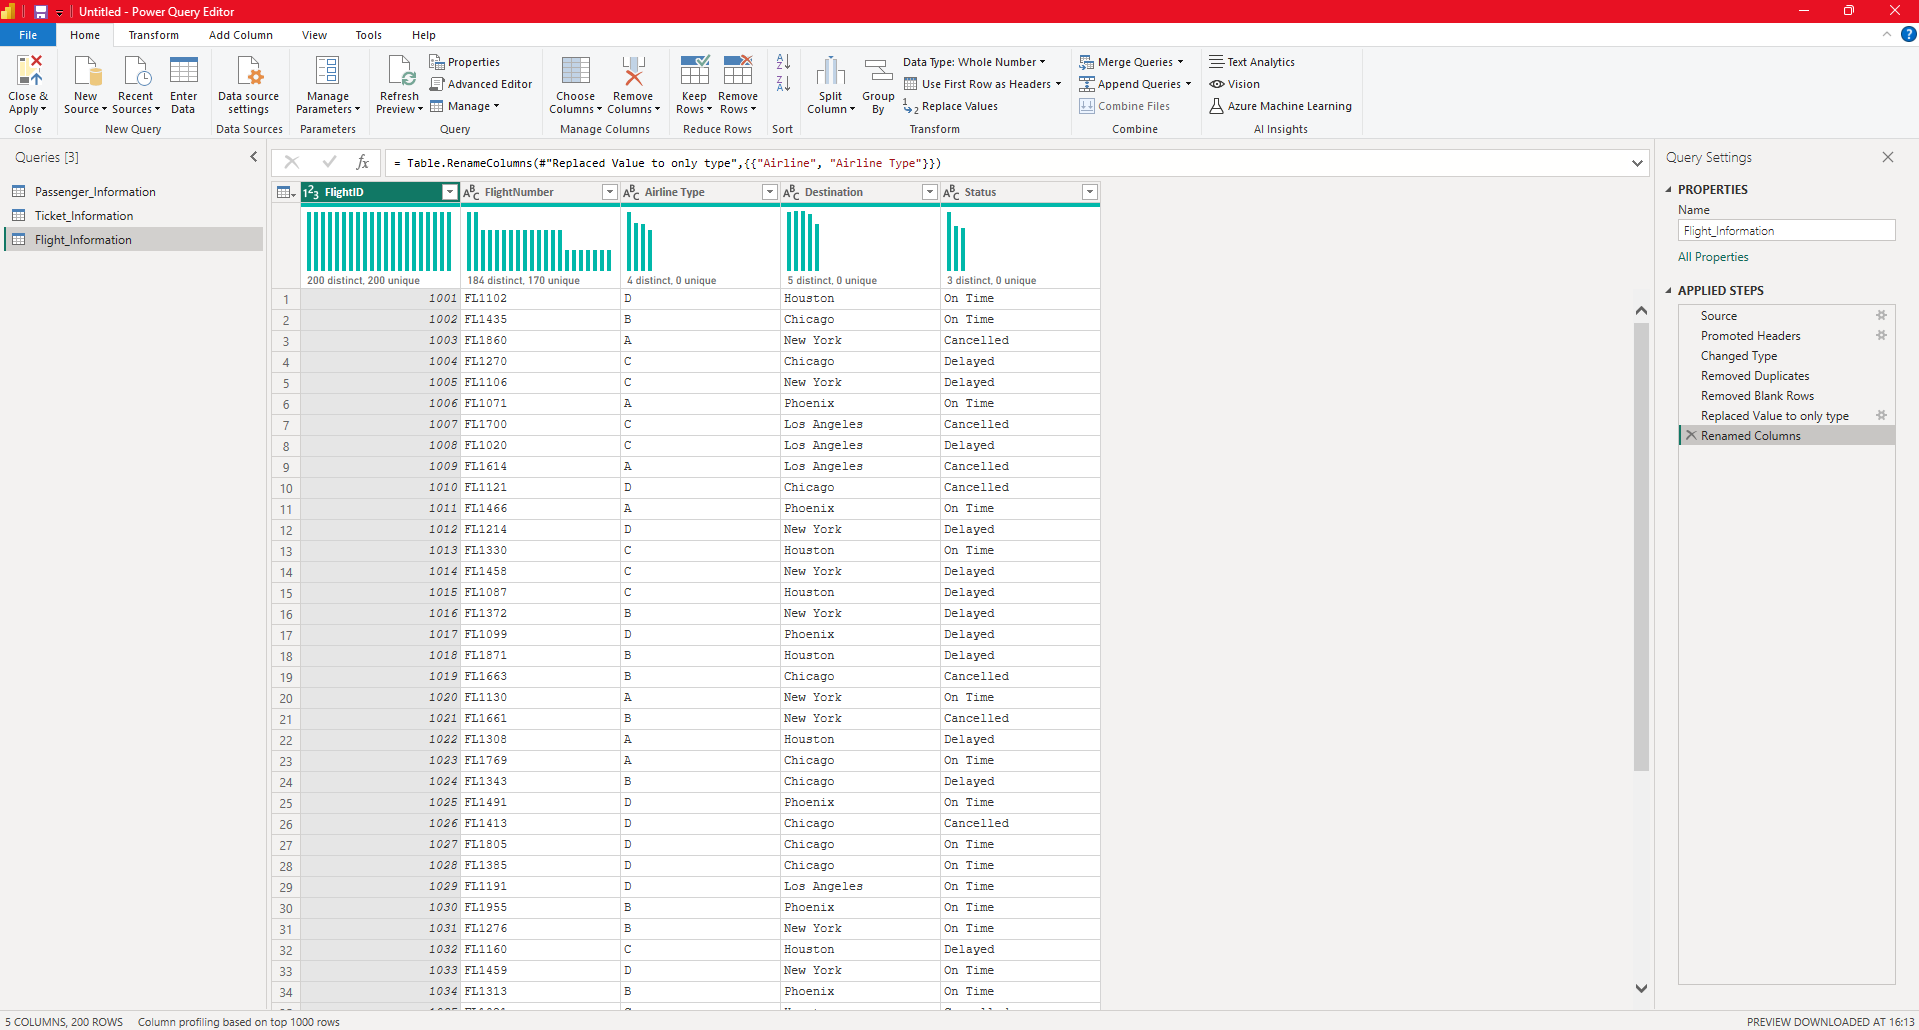 Untitled - Power Query Editor
File Home Transform Add Column View Tools Help
Close & Apply
Close
New Source
Recent Sources
Enter Data
New Query
Data source settings
Data Sources
Manage Parameters
Parameters
Refresh Preview
Properties
Advanced Editor
Manage
Query
Choose Columns
Remove Columns
Manage Columns
Keep Rows
Remove Rows
Reduce Rows
Sort
Split Column
Group By
Data Type: Whole Number
Use First Row as Headers
Replace Values
Transform
Merge Queries
Append Queries
Combine Files
Combine
Text Analytics
Vision
Azure Machine Learning
AI Insights
Queries [3]
Passenger_Information
Ticket_Information
Flight_Information
fx = Table.RenameColumns(#"Replaced Value to only type",{{"Airline", "Airline Type"}})
FlightID FlightNumber Airline Type Destination Status
200 distinct, 200 unique 184 distinct, 170 unique 4 distinct, 0 unique 5 distinct, 0 unique 3 distinct, 0 unique
1 1001 FL1102 D Houston On Time
2 1002 FL1435 B Chicago On Time
3 1003 FL1860 A New York Cancelled
4 1004 FL1270 C Chicago Delayed
5 1005 FL1106 C New York Delayed
6 1006 FL1071 A Phoenix On Time
7 1007 FL1700 C Los Angeles Cancelled
8 1008 FL1020 C Los Angeles Delayed
9 1009 FL1614 A Los Angeles Cancelled
10 1010 FL1121 D Chicago Cancelled
11 1011 FL1466 A Phoenix On Time
12 1012 FL1214 D New York Delayed
13 1013 FL1330 C Houston On Time
14 1014 FL1458 C New York Delayed
15 1015 FL1087 C Houston Delayed
16 1016 FL1372 B New York Delayed
17 1017 FL1099 D Phoenix Delayed
18 1018 FL1871 B Houston Delayed
19 1019 FL1663 B Chicago Cancelled
20 1020 FL1130 A New York On Time
21 1021 FL1661 B New York Cancelled
22 1022 FL1308 A Houston Delayed
23 1023 FL1769 A Chicago On Time
24 1024 FL1343 B Chicago Delayed
25 1025 FL1491 D Phoenix On Time
26 1026 FL1413 D Chicago Cancelled
27 1027 FL1805 D Chicago On Time
28 1028 FL1385 D Chicago On Time
29 1029 FL1191 D Los Angeles On Time
30 1030 FL1955 B Phoenix On Time
31 1031 FL1276 B New York On Time
32 1032 FL1160 C Houston Delayed
33 1033 FL1459 D New York On Time
34 1034 FL1313 B Phoenix On Time
Query Settings
PROPERTIES
Name
Flight_Information
All Properties
APPLIED STEPS
Source
Promoted Headers
Changed Type
Removed Duplicates
Removed Blank Rows
Replaced Value to only type
Renamed Columns
5 COLUMNS, 200 ROWS Column profiling based on top 1000 rows PREVIEW DOWNLOADED AT 16:13